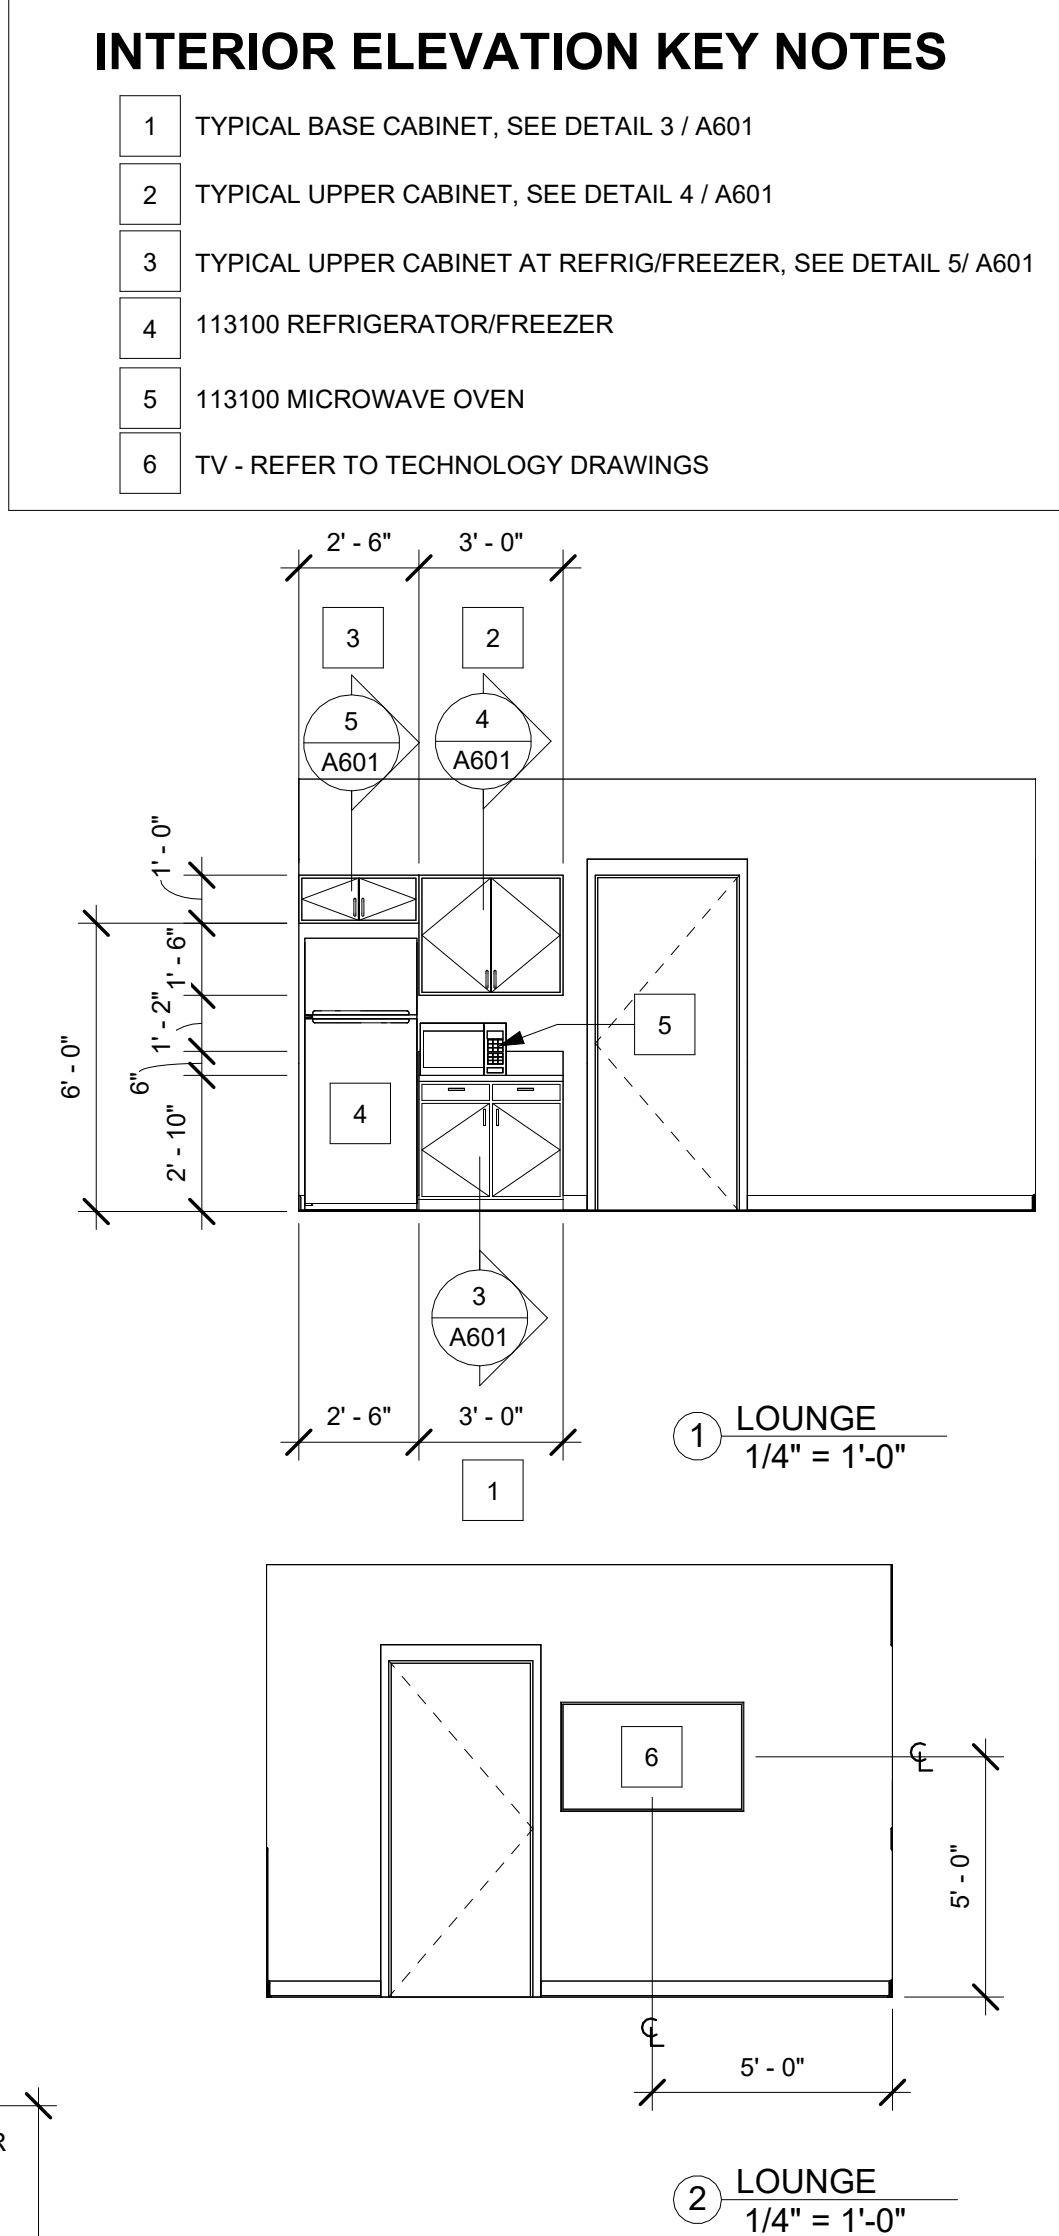 INTERIOR ELEVATION KEY NOTES
1 TYPICAL BASE CABINET, SEE DETAIL 3 / A601
2 TYPICAL UPPER CABINET, SEE DETAIL 4 / A601
3 TYPICAL UPPER CABINET AT REFRIG/FREEZER, SEE DETAIL 5/ A601
4 113100 REFRIGERATOR/FREEZER
5 113100 MICROWAVE OVEN
6 TV - REFER TO TECHNOLOGY DRAWINGS
2' - 6" 3' - 0"
3 2
5 4
A601 A601
1' - 0"
1' - 6"
1' - 2"
6"
2' - 10"
6' - 0"
5
4
3
A601
2' - 6" 3' - 0"
1
1 LOUNGE
1/4" = 1'-0"
6
℄
5' - 0"
℄
5' - 0"
R
2 LOUNGE
1/4" = 1'-0"